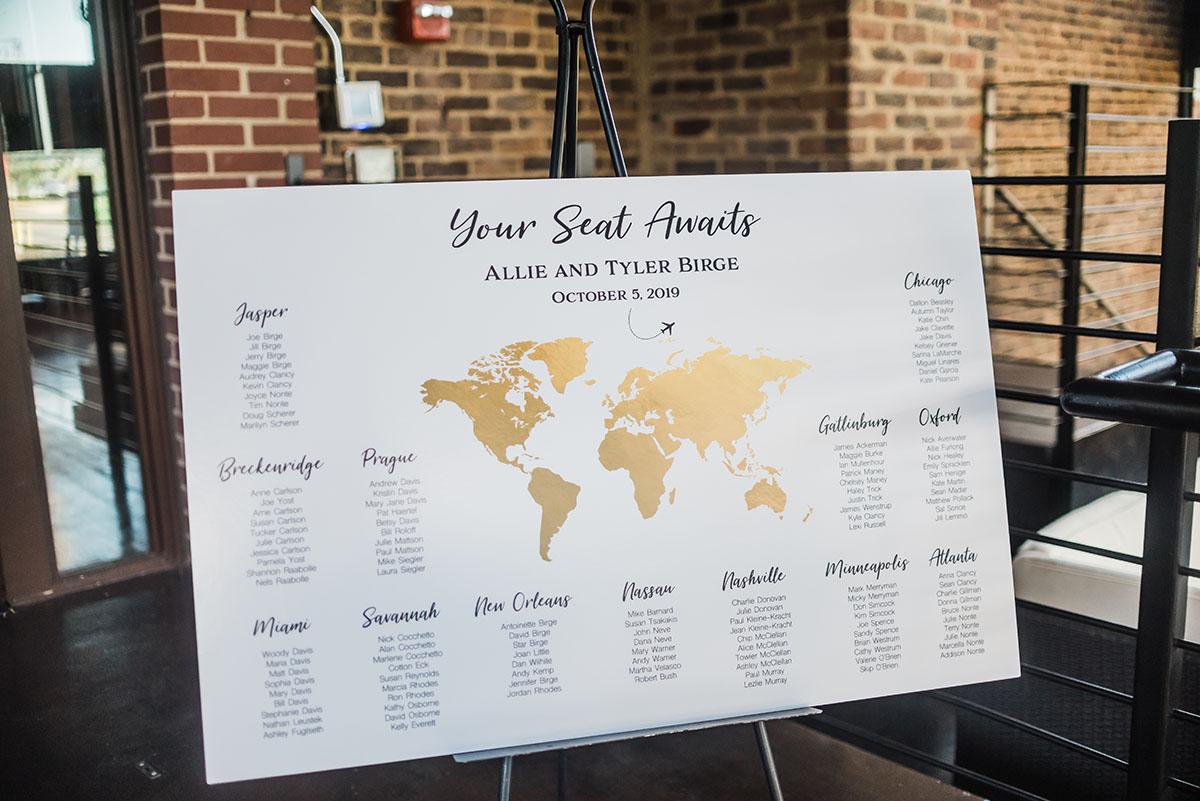 Your Seat Awaits
Allie and Tyler Birge
October 5, 2019
Jasper
Joe Birge
Jill Birge
Jerry Birge
Maggie Birge
Audrey Clancy
Kevin Clancy
Joyce Nonte
Tim Nonte
Doug Scherer
Marilyn Scherer
Breckenridge
Anne Carlson
Joe Yost
Arne Carlson
Susan Carlson
Tucker Carlson
Julie Carlson
Jessica Carlson
Pamela Yost
Shannon Raabolle
Nels Raabolle
Prague
Andrew Davis
Kristin Davis
Mary Jane Davis
Pat Haertel
Betsy Davis
Bill Roloff
Julie Mattson
Paul Mattson
Mike Siegler
Laura Siegler
Miami
Woody Davis
Maria Davis
Matt Davis
Sophia Davis
Mary Davis
Bill Davis
Stephanie Davis
Nathan Leustek
Ashley Fuglseth
Savannah
Nick Cocchetto
Alan Cocchetto
Marlene Cocchetto
Cotton Eck
Susan Reynolds
Marcia Rhodes
Ron Rhodes
Kathy Osborne
David Osborne
Kelly Everett
New Orleans
Antoinette Birge
David Birge
Star Birge
Joan Little
Dan Wilhite
Andy Kemp
Jennifer Birge
Jordan Rhodes
Nassau
Mike Barnard
Susan Tsakakis
John Neve
Dana Neve
Mary Warner
Andy Warner
Martha Velasco
Robert Bush
Nashville
Charlie Donovan
Julie Donovan
Paul Kleine-Kracht
Jean Kleine-Kracht
Chip McClellan
Alice McClellan
Towler McClellan
Ashley McClellan
Paul Murray
Lezlie Murray
Chicago
Dalton Beasley
Autumn Taylor
Katie Chin
Jake Clavette
Jake Davis
Kelsey Griener
Sarina LaMarche
Miguel Linares
Daniel Garcia
Kate Pearson
Gatlinburg
James Ackerman
Maggie Burke
Ian Mullenhour
Patrick Maney
Chelsey Maney
Haley Trick
Justin Trick
James Wenstrup
Kyle Clancy
Lexi Russell
Oxford
Nick Averwater
Allie Furlong
Nick Healey
Emily Spracklen
Sam Henige
Kate Martin
Sean Madar
Matthew Pollack
Sal Sorice
Jill Lemmo
Minneapolis
Mark Merryman
Micky Merryman
Don Simcock
Kim Simcock
Joe Spence
Sandy Spence
Brian Westrum
Cathy Westrum
Valerie O'Brien
Skip O'Brien
Atlanta
Anna Clancy
Sean Clancy
Charlie Gillman
Donna Gillman
Bruce Nonte
Julie Nonte
Terry Nonte
Julie Nonte
Marcella Nonte
Addison Nonte